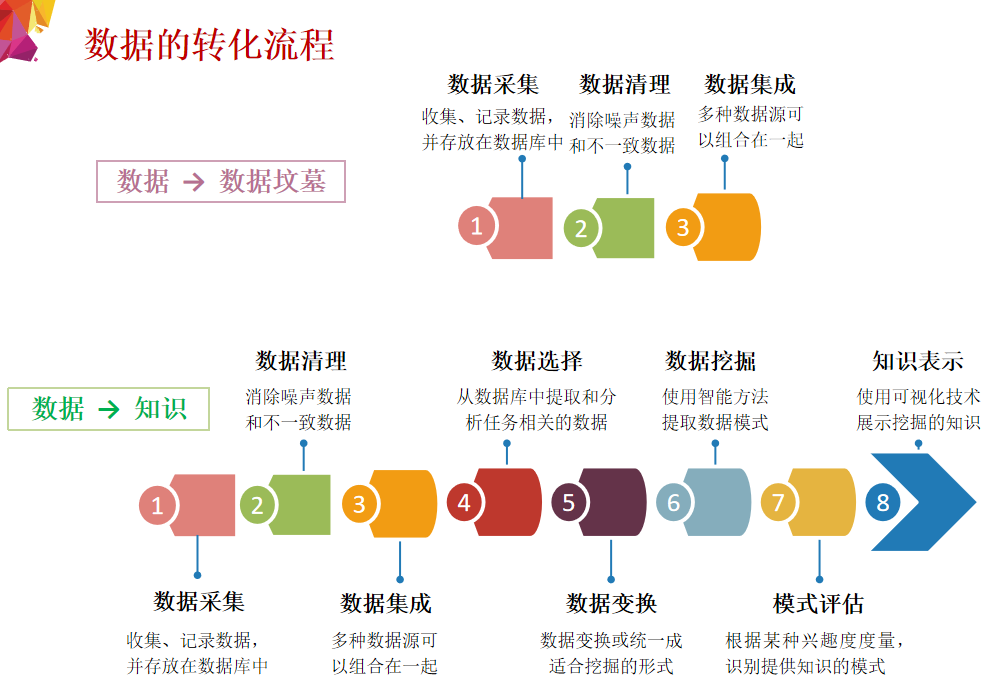 数据的转化流程
数据采集
收集、记录数据，
并存放在数据库中
数据清理
消除噪声数据
和不一致数据
数据集成
多种数据源可
以组合在一起
数据 → 数据坟墓
1
2
3
数据 → 知识
数据清理
消除噪声数据
和不一致数据
数据选择
从数据库中提取和分
析任务相关的数据
数据挖掘
使用智能方法
提取数据模式
知识表示
使用可视化技术
展示挖掘的知识
1
2
3
4
5
6
7
8
数据采集
收集、记录数据，
并存放在数据库中
数据集成
多种数据源可
以组合在一起
数据变换
数据变换或统一成
适合挖掘的形式
模式评估
根据某种兴趣度度量，
识别提供知识的模式